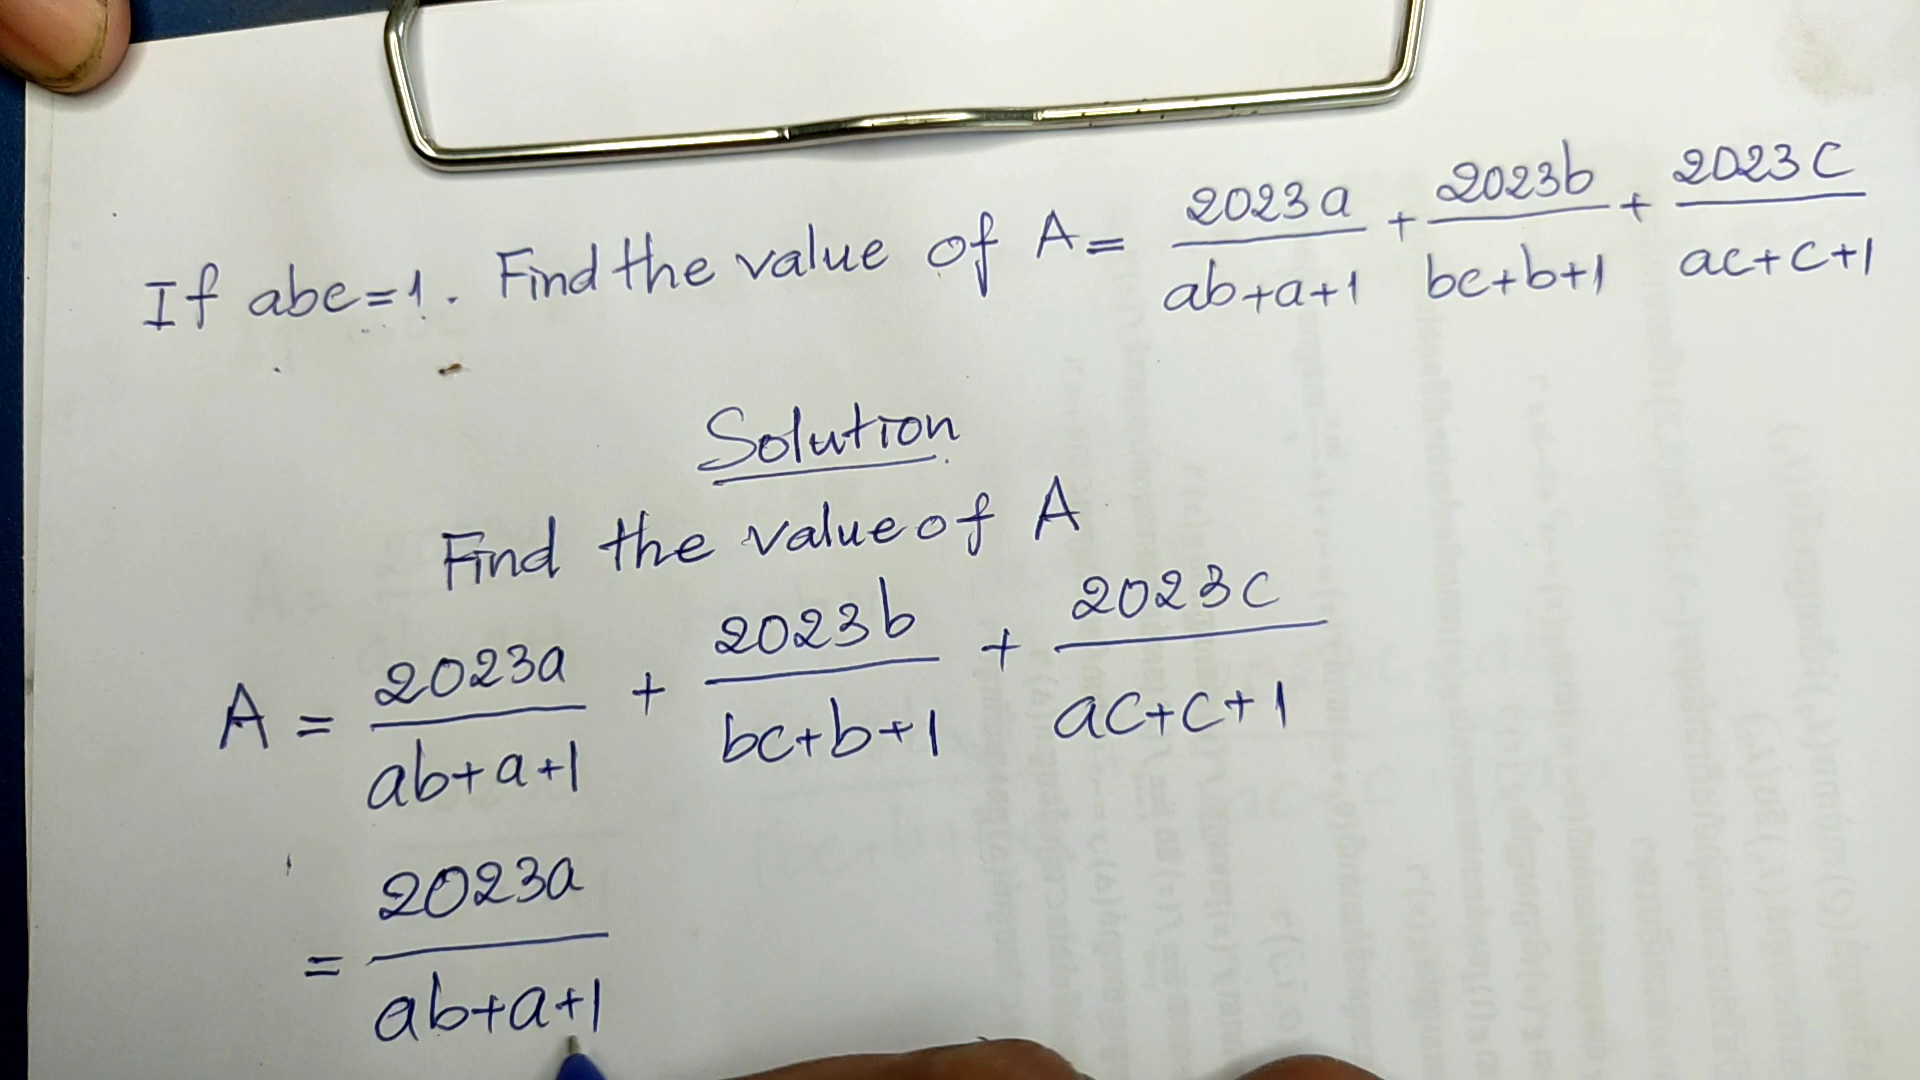 If abc=1. Find the value of A = 2023a/(ab+a+1) + 2023b/(bc+b+1) + 2023c/(ac+c+1)
Solution
Find the value of A
A = 2023a/(ab+a+1) + 2023b/(bc+b+1) + 2023c/(ac+c+1)
= 2023a/(ab+a+1)